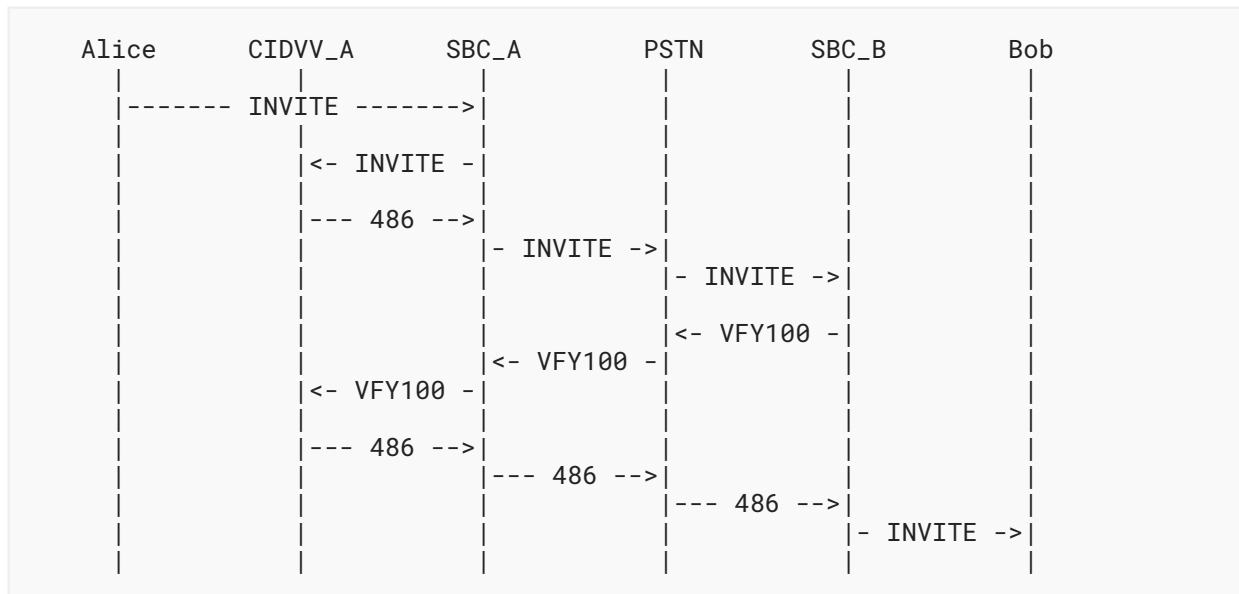 Alice CIDVV_A SBC_A PSTN SBC_B Bob
INVITE
INVITE
486
INVITE
INVITE
VFY100
VFY100
VFY100
486
486
486
INVITE